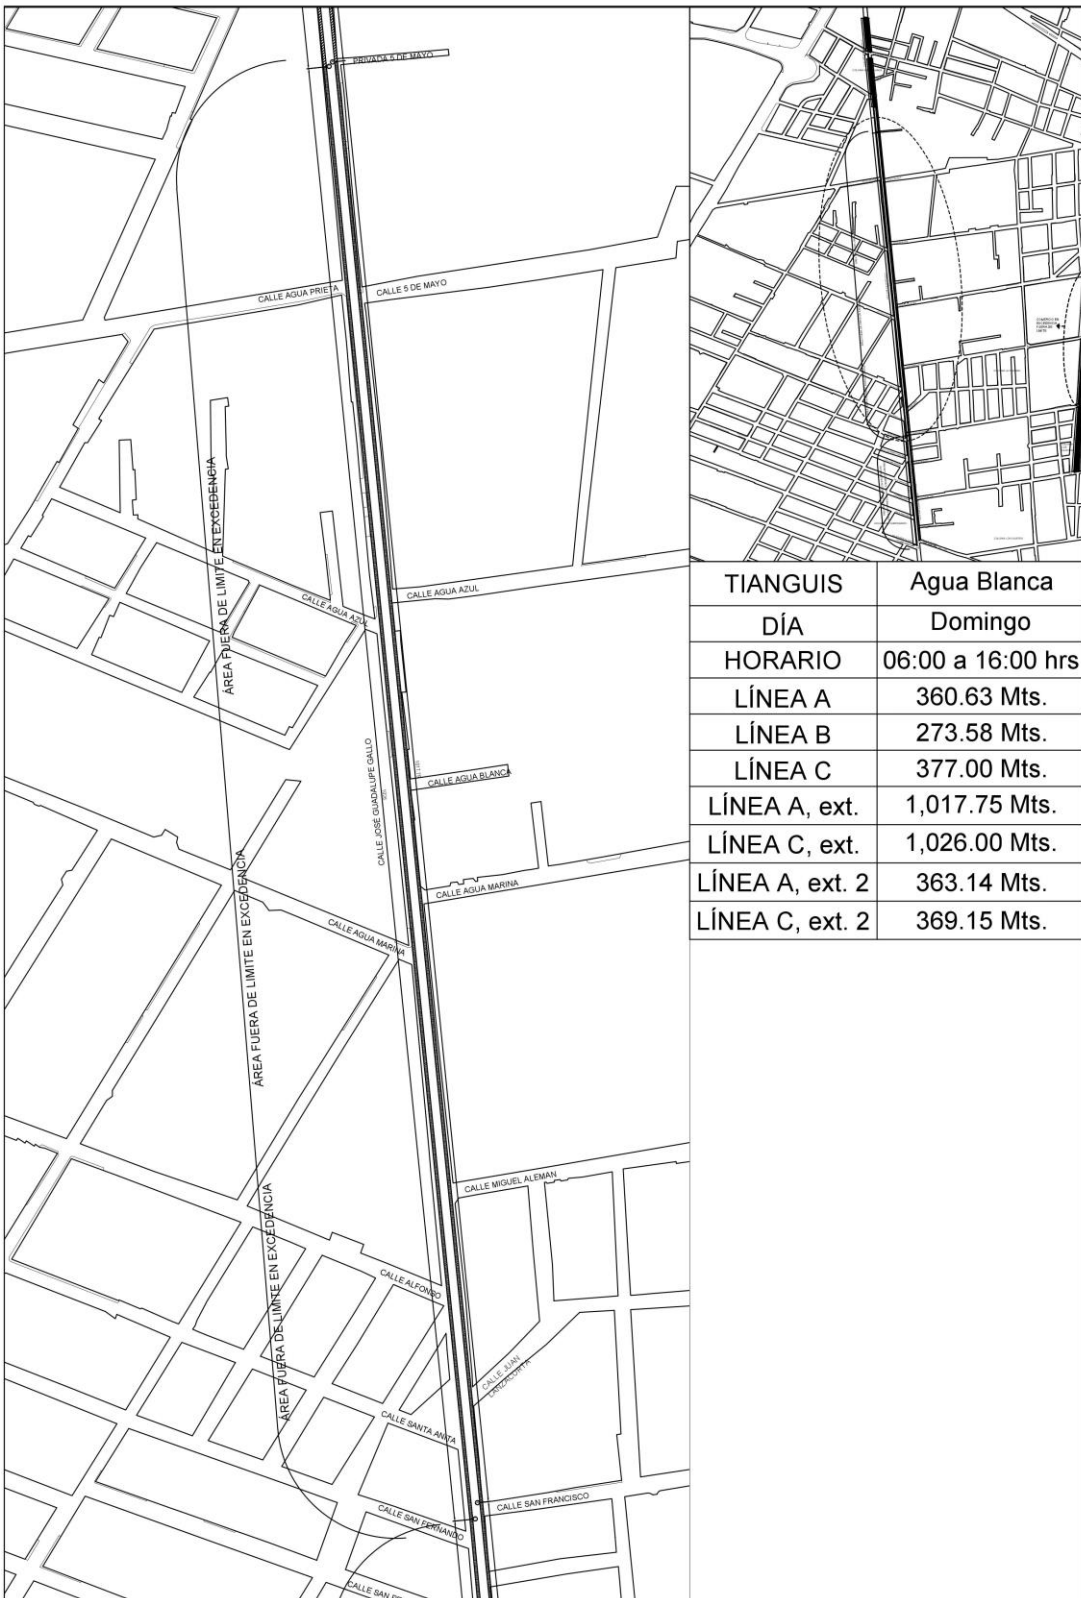 PRIVADA 5 DE MAYO
CALLE AGUA PRIETA
CALLE 5 DE MAYO
ÁREA FUERA DE LIMITE EN EXCEDENCIA
CALLE AGUA AZUL
CALLE AGUA AZUL
CALLE JOSÉ GUADALUPE GALLO
CALLE AGUA BLANCA
CALLE AGUA MARINA
ÁREA FUERA DE LIMITE EN EXCEDENCIA
CALLE AGUA MARINA
CALLE MIGUEL ALEMAN
ÁREA FUERA DE LIMITE EN EXCEDENCIA
CALLE ALFONSO
CALLE JUAN
CALLE SANTA ANITA
CALLE SAN FRANCISCO
CALLE SAN FERNANDO
CALLE SAN
TIANGUIS Agua Blanca
DÍA Domingo
HORARIO 06:00 a 16:00 hrs
LÍNEA A 360.63 Mts.
LÍNEA B 273.58 Mts.
LÍNEA C 377.00 Mts.
LÍNEA A, ext. 1,017.75 Mts.
LÍNEA C, ext. 1,026.00 Mts.
LÍNEA A, ext. 2 363.14 Mts.
LÍNEA C, ext. 2 369.15 Mts.